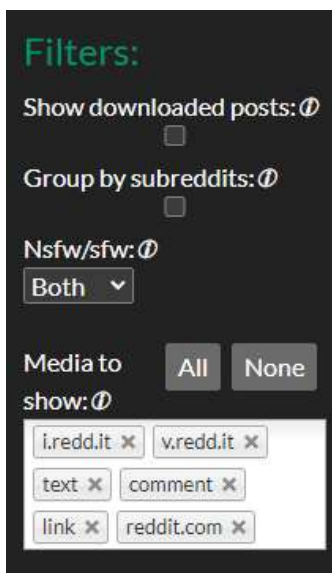 Filters:
Show downloaded posts:🛈
Group by subreddits:🛈
Nsfw/sfw:🛈
Both
Media to All None
show:🛈
i.redd.it × v.redd.it ×
text × comment ×
link × reddit.com ×